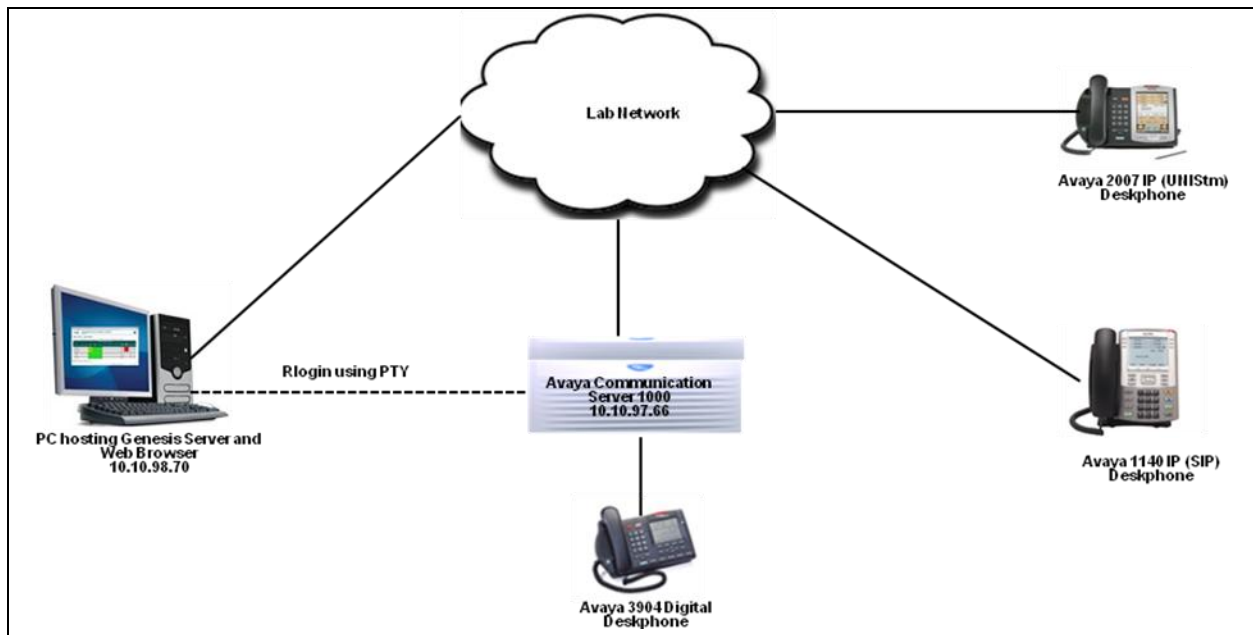 Lab Network
Avaya 2007 IP (UNIStm)
Deskphone
Rlogin using PTY
Avaya Communication
Server 1000
10.10.97.66
PC hosting Genesis Server and
Web Browser
10.10.98.70
Avaya 1140 IP (SIP)
Deskphone
Avaya 3904 Digital
Deskphone